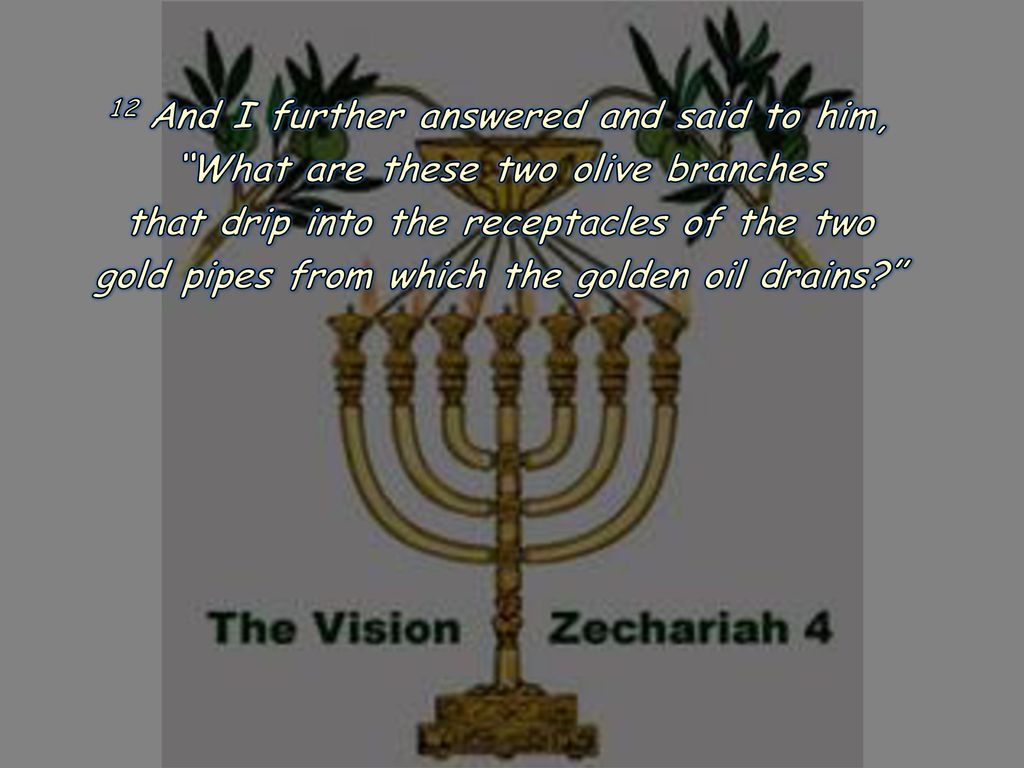 12 And I further answered and said to him,
“What are these two olive branches
that drip into the receptacles of the two
gold pipes from which the golden oil drains?”
The Vision Zechariah 4